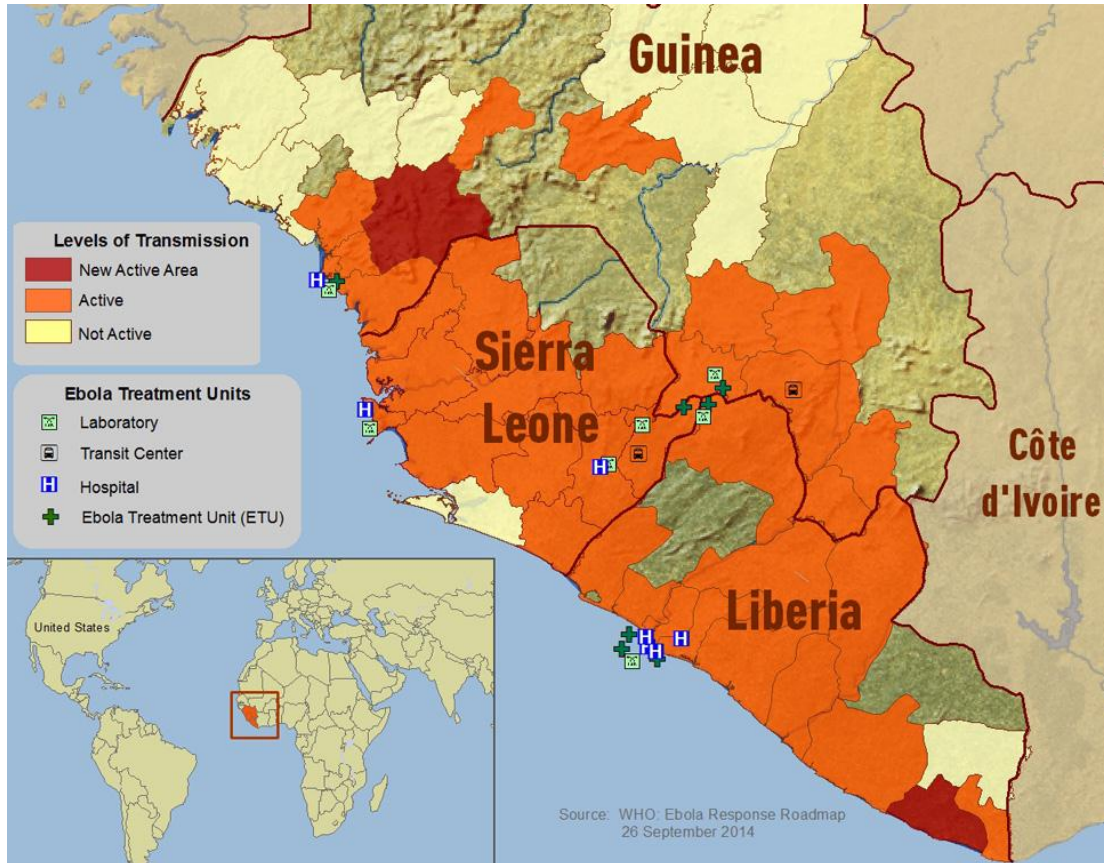 Guinea
Levels of Transmission
New Active Area
Active
Not Active
Ebola Treatment Units
Laboratory
Transit Center
H Hospital
Ebola Treatment Unit (ETU)
H
Sierra
Leone
H
H
Côte
d'Ivoire
Liberia
H
H
H
United States
Source: WHO: Ebola Response Roadmap
26 September 2014